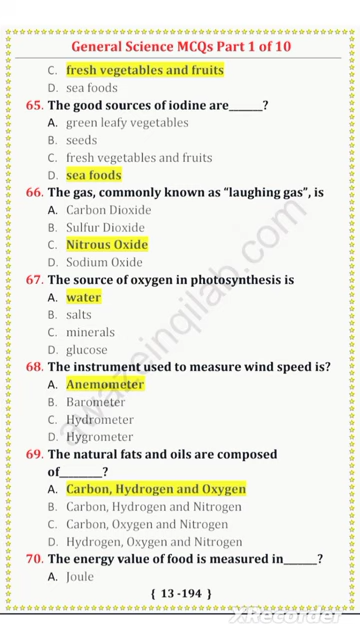 General Science MCQs Part 1 of 10
C. fresh vegetables and fruits
D. sea foods
65. The good sources of iodine are______?
A. green leafy vegetables
B. seeds
C. fresh vegetables and fruits
D. sea foods
66. The gas, commonly known as “laughing gas”, is
A. Carbon Dioxide
B. Sulfur Dioxide
C. Nitrous Oxide
D. Sodium Oxide
67. The source of oxygen in photosynthesis is
A. water
B. salts
C. minerals
D. glucose
68. The instrument used to measure wind speed is?
A. Anemometer
B. Barometer
C. Hydrometer
D. Hygrometer
69. The natural fats and oils are composed
of________?
A. Carbon, Hydrogen and Oxygen
B. Carbon, Hydrogen and Nitrogen
C. Carbon, Oxygen and Nitrogen
D. Hydrogen, Oxygen and Nitrogen
70. The energy value of food is measured in______?
A. Joule
{ 13 -194 }
XRecorder